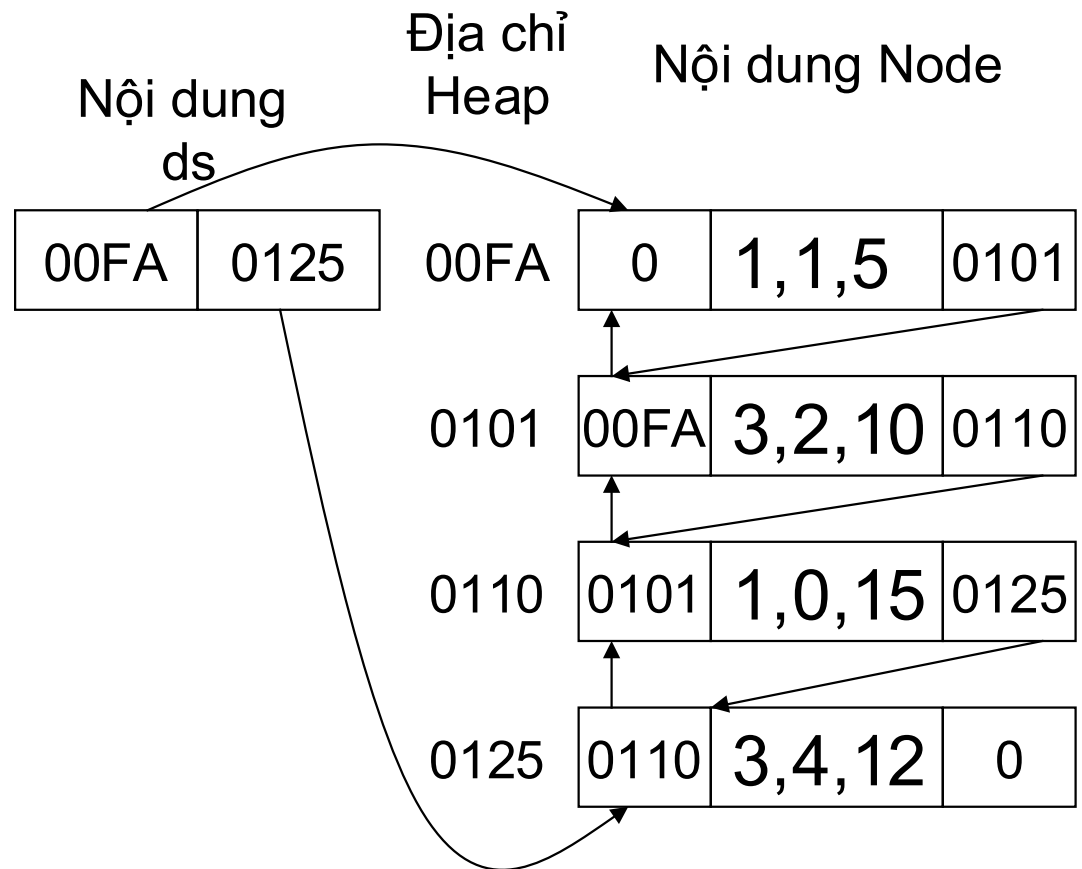 Địa chỉ
Heap
Nội dung Node
Nội dung
ds
00FA 0125 00FA 0 1,1,5 0101
0101 00FA 3,2,10 0110
0110 0101 1,0,15 0125
0125 0110 3,4,12 0